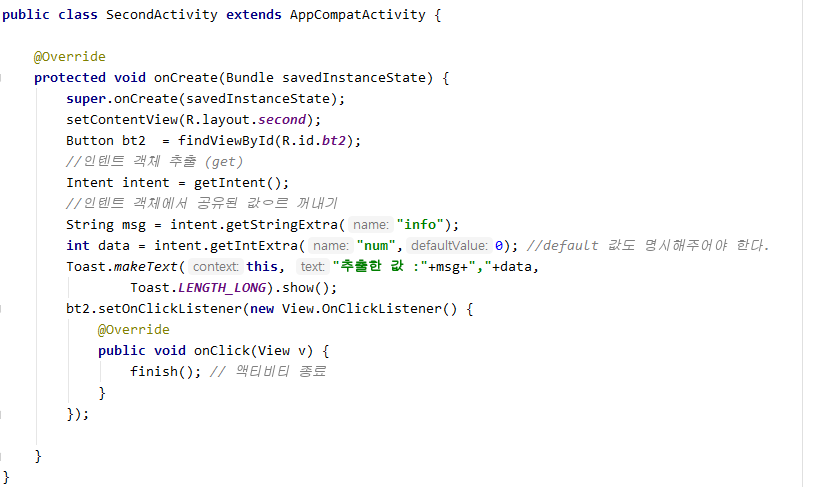 public class SecondActivity extends AppCompatActivity {
@Override
protected void onCreate(Bundle savedInstanceState) {
super.onCreate(savedInstanceState);
setContentView(R.layout.second);
Button bt2  = findViewById(R.id.bt2);
//인텐트 객체 추출 (get)
Intent intent = getIntent();
//인텐트 객체에서 공유된 값ㅇ르 꺼내기
String msg = intent.getStringExtra( name: "info");
int data = intent.getIntExtra( name: "num", defaultValue: 0); //default 값도 명시해주어야 한다.
Toast.makeText( context: this, text: "추출한 값 :"+msg+","+data,
Toast.LENGTH_LONG).show();
bt2.setOnClickListener(new View.OnClickListener() {
@Override
public void onClick(View v) {
finish(); // 액티비티 종료
}
});
}
}